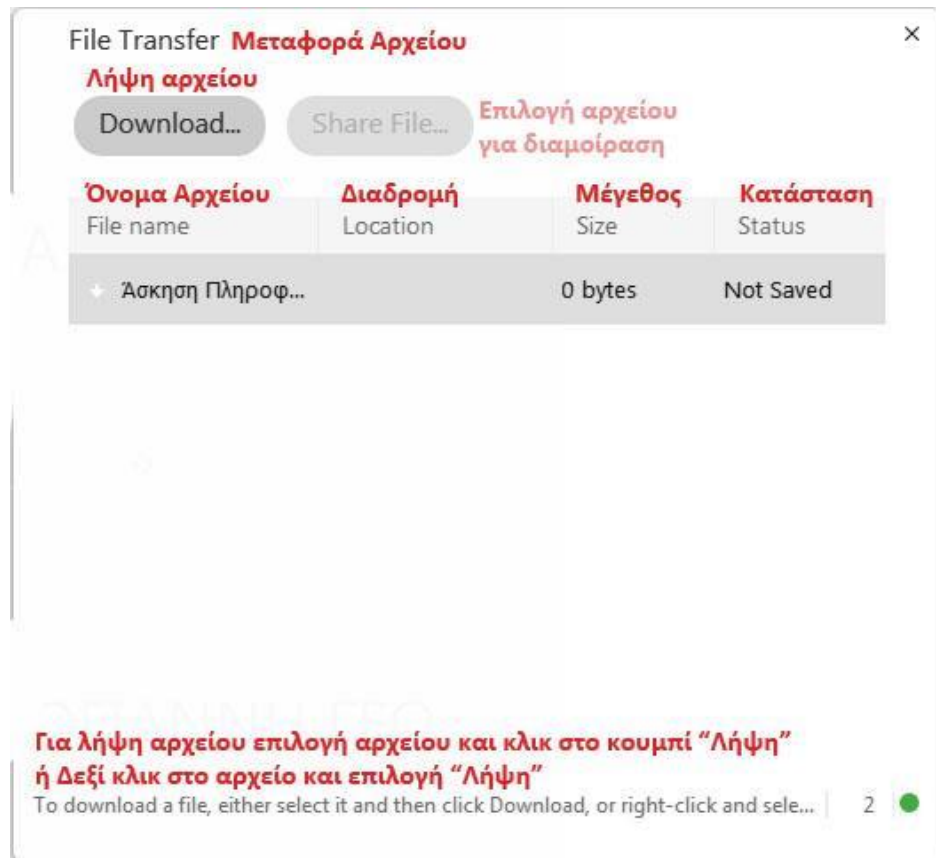 File Transfer Μεταφορά Αρχείου ×
Λήψη αρχείου
Download... Share File... Επιλογή αρχείου
για διαμοίραση
Όνομα Αρχείου Διαδρομή Μέγεθος Κατάσταση
File name Location Size Status
Άσκηση Πληροφ... 0 bytes Not Saved
Για λήψη αρχείου επιλογή αρχείου και κλικ στο κουμπί “Λήψη”
ή Δεξί κλικ στο αρχείο και επιλογή “Λήψη”
To download a file, either select it and then click Download, or right-click and sele... 2